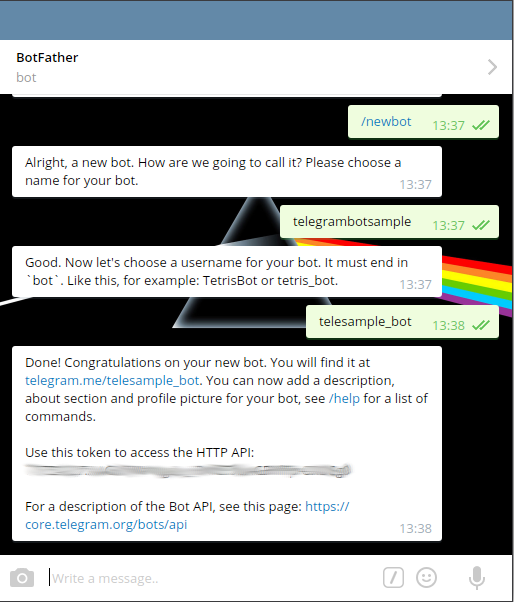 BotFather
bot
/newbot 13:37
Alright, a new bot. How are we going to call it? Please choose a
name for your bot. 13:37
telegrambotsample 13:37
Good. Now let's choose a username for your bot. It must end in
`bot`. Like this, for example: TetrisBot or tetris_bot. 13:37
telesample_bot 13:38
Done! Congratulations on your new bot. You will find it at
telegram.me/telesample_bot. You can now add a description,
about section and profile picture for your bot, see /help for a list of
commands.
Use this token to access the HTTP API:
For a description of the Bot API, see this page: https://
core.telegram.org/bots/api 13:38
Write a message..